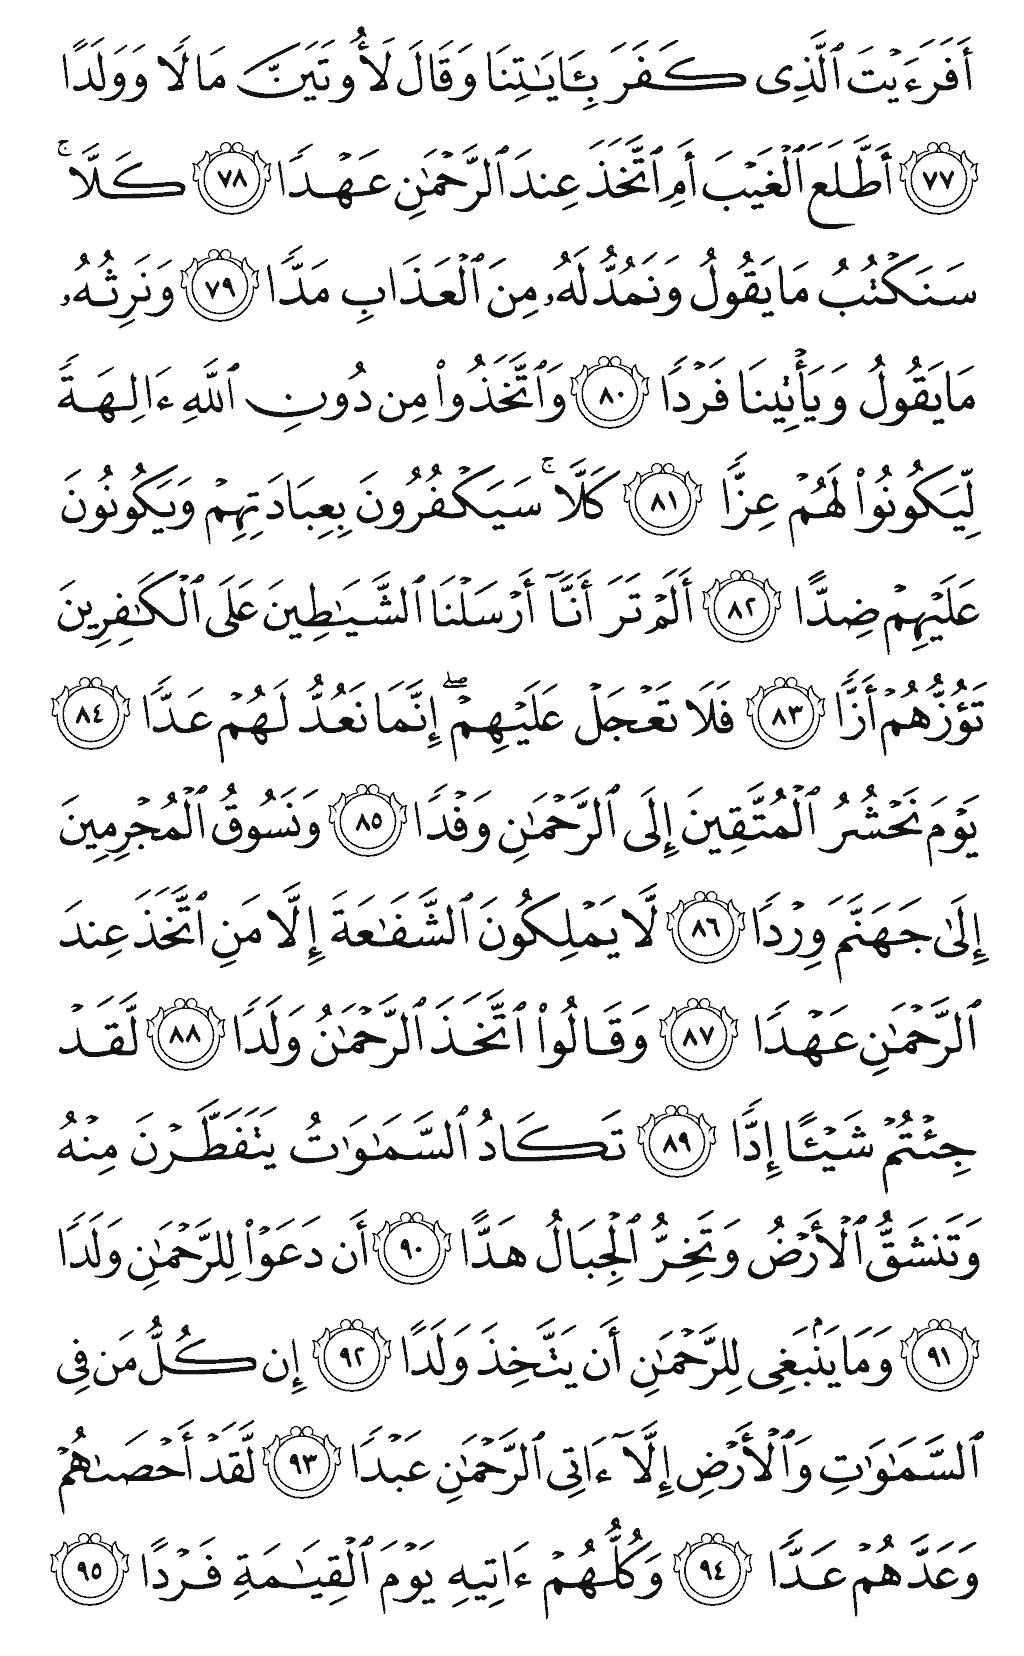 أَفَرَءَيْتَ ٱلَّذِى كَفَرَ بِـَٔايَـٰتِنَا وَقَالَ لَأُوتَيَنَّ مَالًا وَوَلَدًا
٧٧ أَطَّلَعَ ٱلْغَيْبَ أَمِ ٱتَّخَذَ عِندَ ٱلرَّحْمَـٰنِ عَهْدًا ٧٨ كَلَّا ۚ
سَنَكْتُبُ مَا يَقُولُ وَنَمُدُّ لَهُۥ مِنَ ٱلْعَذَابِ مَدًّا ٧٩ وَنَرِثُهُۥ
مَا يَقُولُ وَيَأْتِينَا فَرْدًا ٨٠ وَٱتَّخَذُوا۟ مِن دُونِ ٱللَّهِ ءَالِهَةً
لِّيَكُونُوا۟ لَهُمْ عِزًّا ٨١ كَلَّا ۚ سَيَكْفُرُونَ بِعِبَادَتِهِمْ وَيَكُونُونَ
عَلَيْهِمْ ضِدًّا ٨٢ أَلَمْ تَرَ أَنَّآ أَرْسَلْنَا ٱلشَّيَـٰطِينَ عَلَى ٱلْكَـٰفِرِينَ
تَؤُزُّهُمْ أَزًّا ٨٣ فَلَا تَعْجَلْ عَلَيْهِمْ ۖ إِنَّمَا نَعُدُّ لَهُمْ عَدًّا ٨٤
يَوْمَ نَحْشُرُ ٱلْمُتَّقِينَ إِلَى ٱلرَّحْمَـٰنِ وَفْدًا ٨٥ وَنَسُوقُ ٱلْمُجْرِمِينَ
إِلَىٰ جَهَنَّمَ وِرْدًا ٨٦ لَّا يَمْلِكُونَ ٱلشَّفَـٰعَةَ إِلَّا مَنِ ٱتَّخَذَ عِندَ
ٱلرَّحْمَـٰنِ عَهْدًا ٨٧ وَقَالُوا۟ ٱتَّخَذَ ٱلرَّحْمَـٰنُ وَلَدًا ٨٨ لَّقَدْ
جِئْتُمْ شَيْـًٔا إِدًّا ٨٩ تَكَادُ ٱلسَّمَـٰوَٰتُ يَتَفَطَّرْنَ مِنْهُ
وَتَنشَقُّ ٱلْأَرْضُ وَتَخِرُّ ٱلْجِبَالُ هَدًّا ٩٠ أَن دَعَوْا۟ لِلرَّحْمَـٰنِ وَلَدًا
٩١ وَمَا يَنۢبَغِى لِلرَّحْمَـٰنِ أَن يَتَّخِذَ وَلَدًا ٩٢ إِن كُلُّ مَن فِى
ٱلسَّمَـٰوَٰتِ وَٱلْأَرْضِ إِلَّآ ءَاتِى ٱلرَّحْمَـٰنِ عَبْدًا ٩٣ لَّقَدْ أَحْصَىٰهُمْ
وَعَدَّهُمْ عَدًّا ٩٤ وَكُلُّهُمْ ءَاتِيهِ يَوْمَ ٱلْقِيَـٰمَةِ فَرْدًا ٩٥